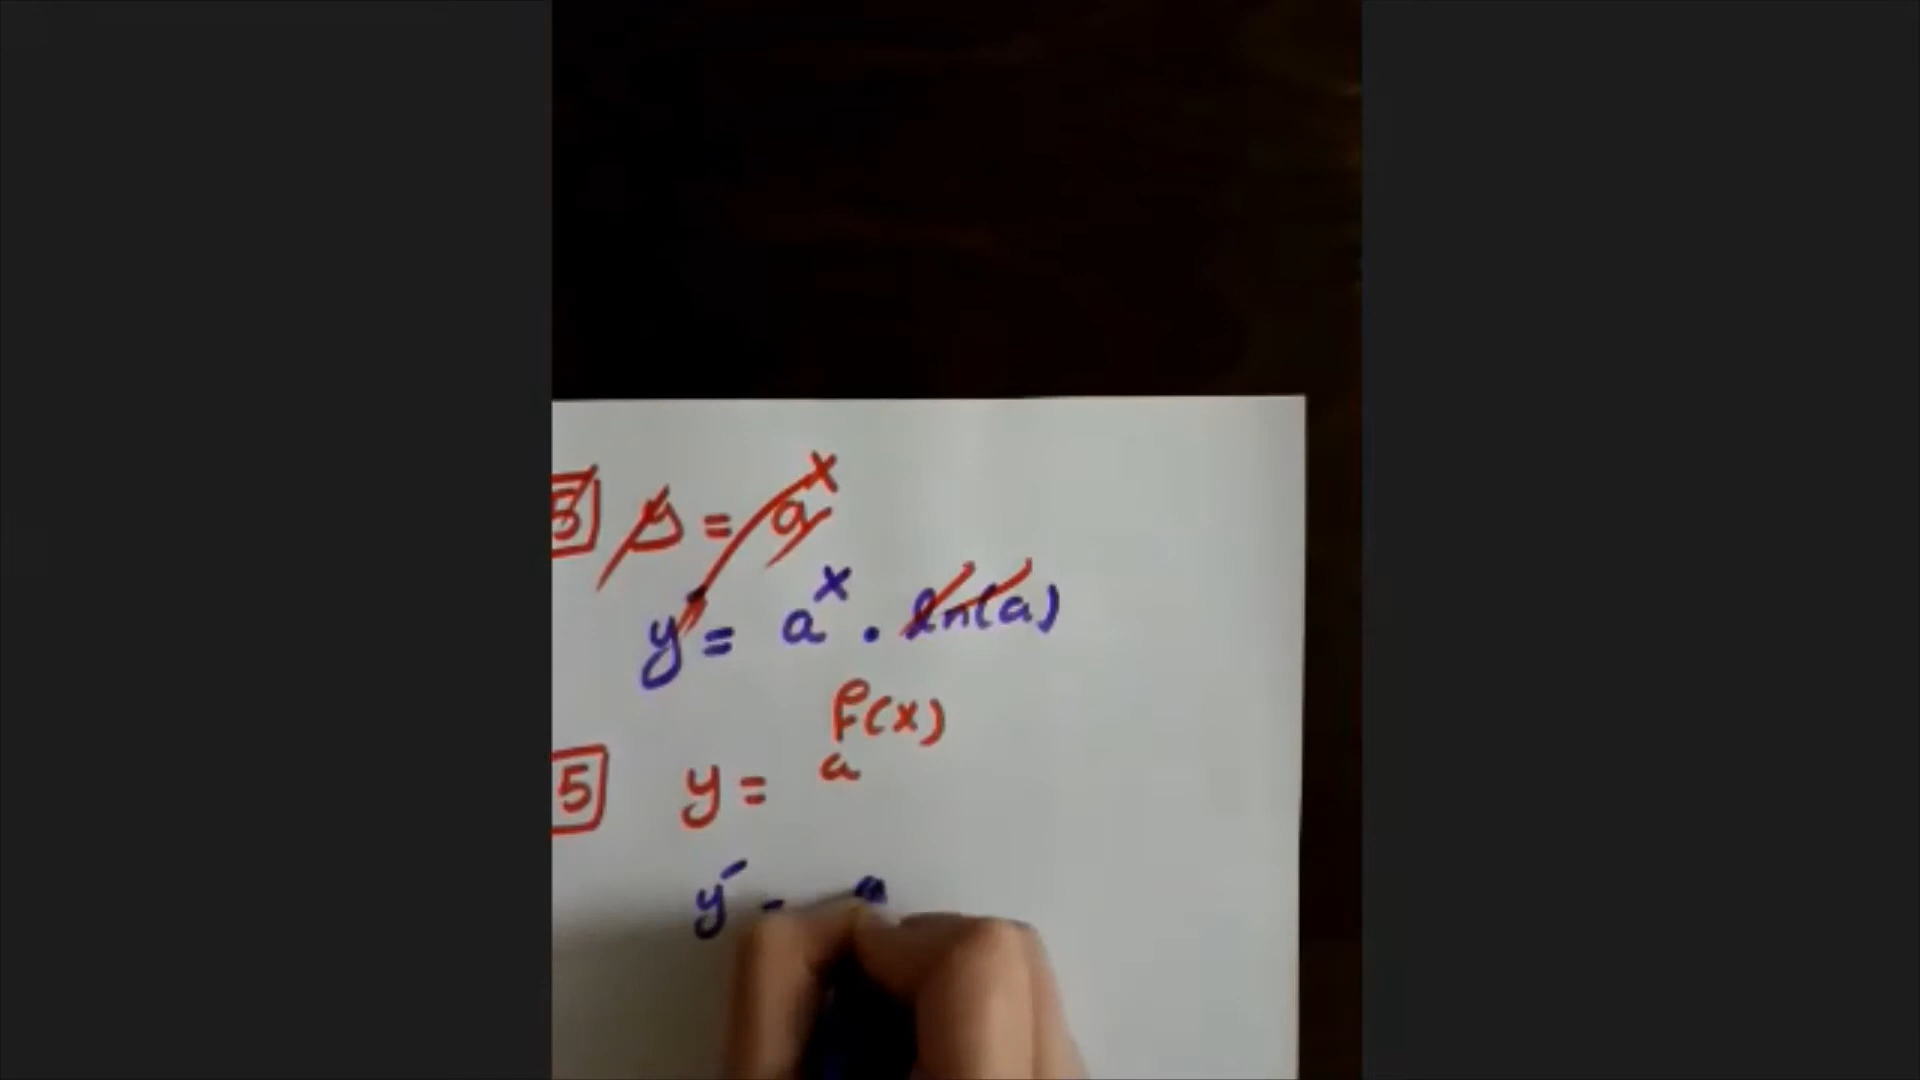 3 y = a^x
y' = a^x . ln(a)
5 y = a^f(x)
y' = a